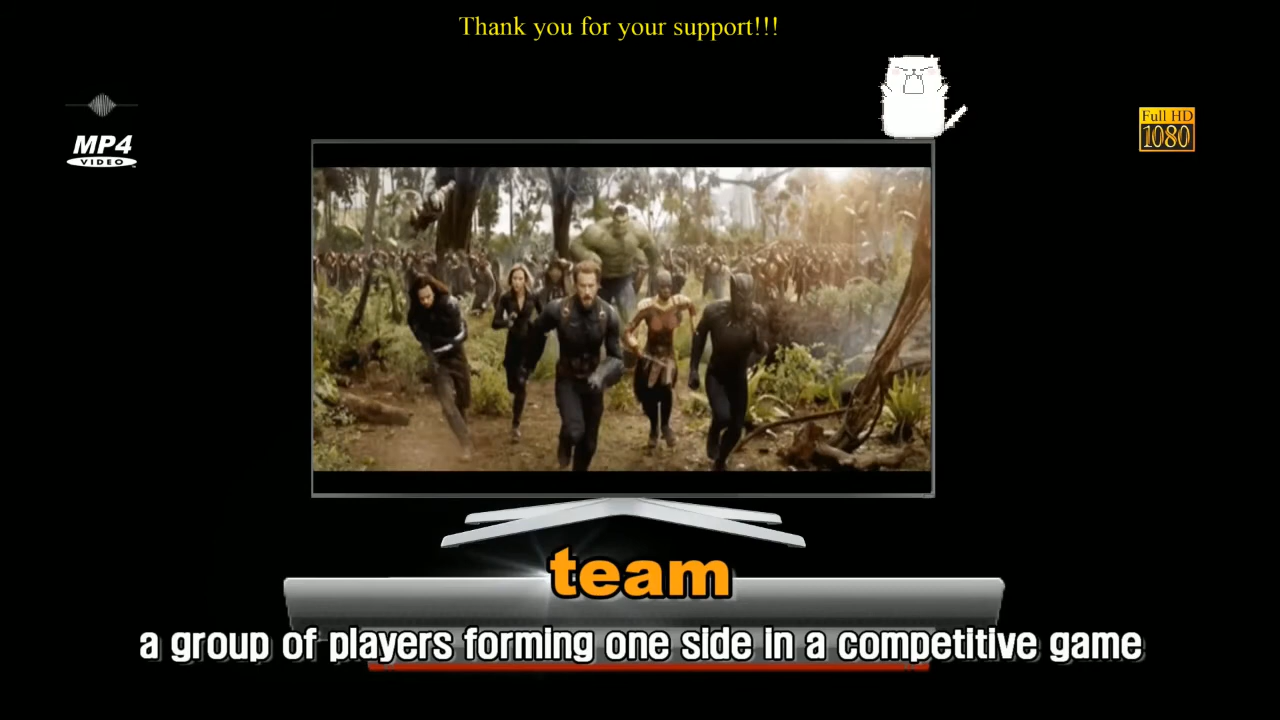 Thank you for your support!!!
MP4
VIDEO
Full HD
1080
team
a group of players forming one side in a competitive game